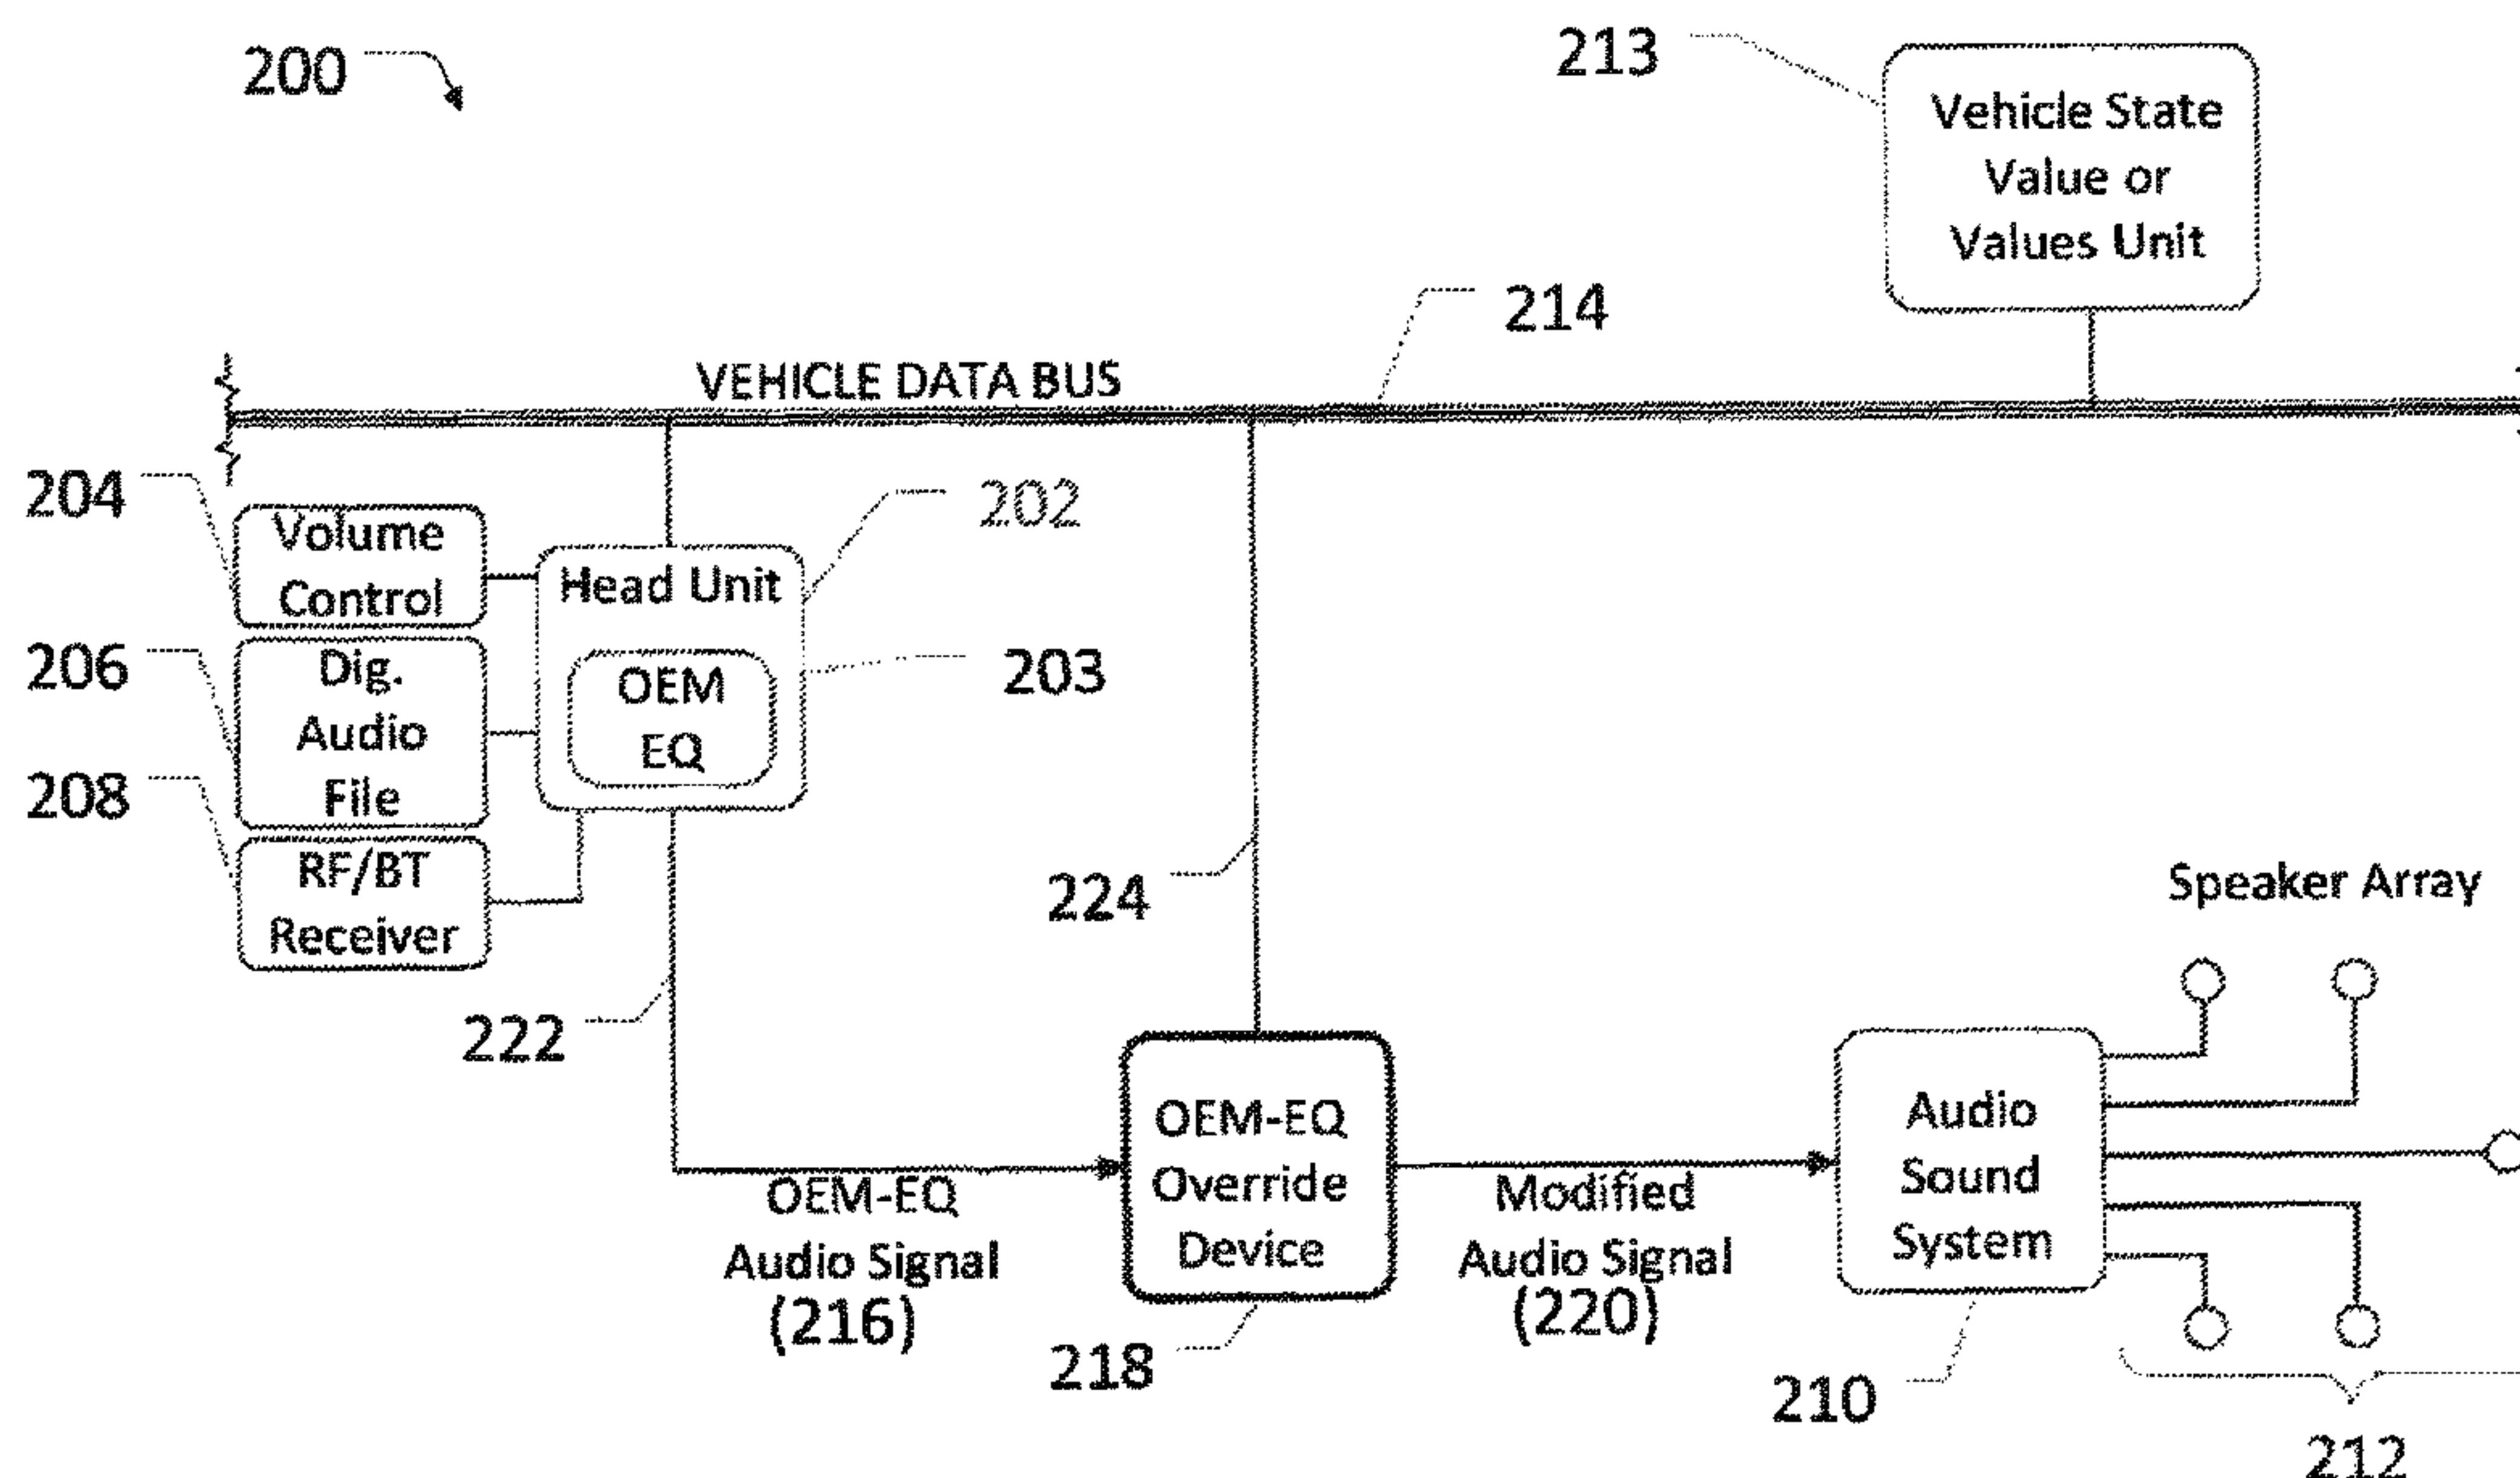 200
213
Vehicle State
Value or
Values Unit
214
VEHICLE DATA BUS
204
Volume
Control
202
Head Unit
206
Dig.
Audio
File
203
OEM
EQ
208
RF/BT
Receiver
224
222
Speaker Array
OEM-EQ
Override
Device
OEM-EQ
Audio Signal
(216)
218
Modified
Audio Signal
(220)
Audio
Sound
System
210
212